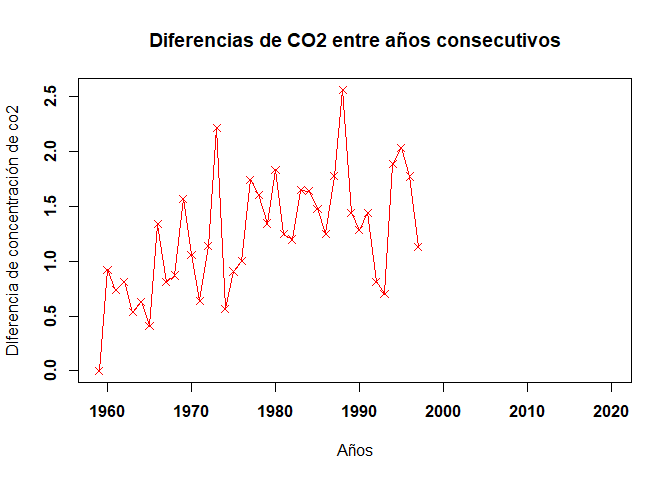 Diferencias de CO2 entre años consecutivos
DIferencia de concentración de co2
2.5
2.0
1.5
1.0
0.5
0.0
1960 1970 1980 1990 2000 2010 2020
Años